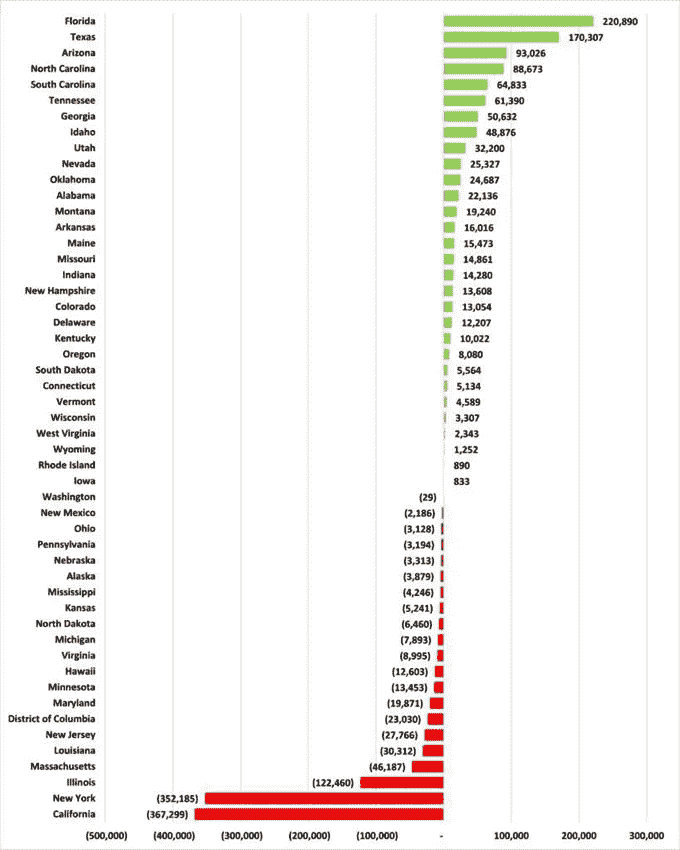 Florida 220,890
Texas 170,307
Arizona 93,026
North Carolina 88,673
South Carolina 64,833
Tennessee 61,390
Georgia 50,632
Idaho 48,876
Utah 32,200
Nevada 25,327
Oklahoma 24,687
Alabama 22,136
Montana 19,240
Arkansas 16,016
Maine 15,473
Missouri 14,861
Indiana 14,280
New Hampshire 13,608
Colorado 13,054
Delaware 12,207
Kentucky 10,022
Oregon 8,080
South Dakota 5,564
Connecticut 5,134
Vermont 4,589
Wisconsin 3,307
West Virginia 2,343
Wyoming 1,252
Rhode Island 890
Iowa 833
Washington (29)
New Mexico (2,186)
Ohio (3,128)
Pennsylvania (3,194)
Nebraska (3,313)
Alaska (3,879)
Mississippi (4,246)
Kansas (5,241)
North Dakota (6,460)
Michigan (7,893)
Virginia (8,995)
Hawaii (12,603)
Minnesota (13,453)
Maryland (19,871)
District of Columbia (23,030)
New Jersey (27,766)
Louisiana (30,312)
Massachusetts (46,187)
Illinois (122,460)
New York (352,185)
California (367,299)
(500,000) (400,000) (300,000) (200,000) (100,000) - 100,000 200,000 300,000